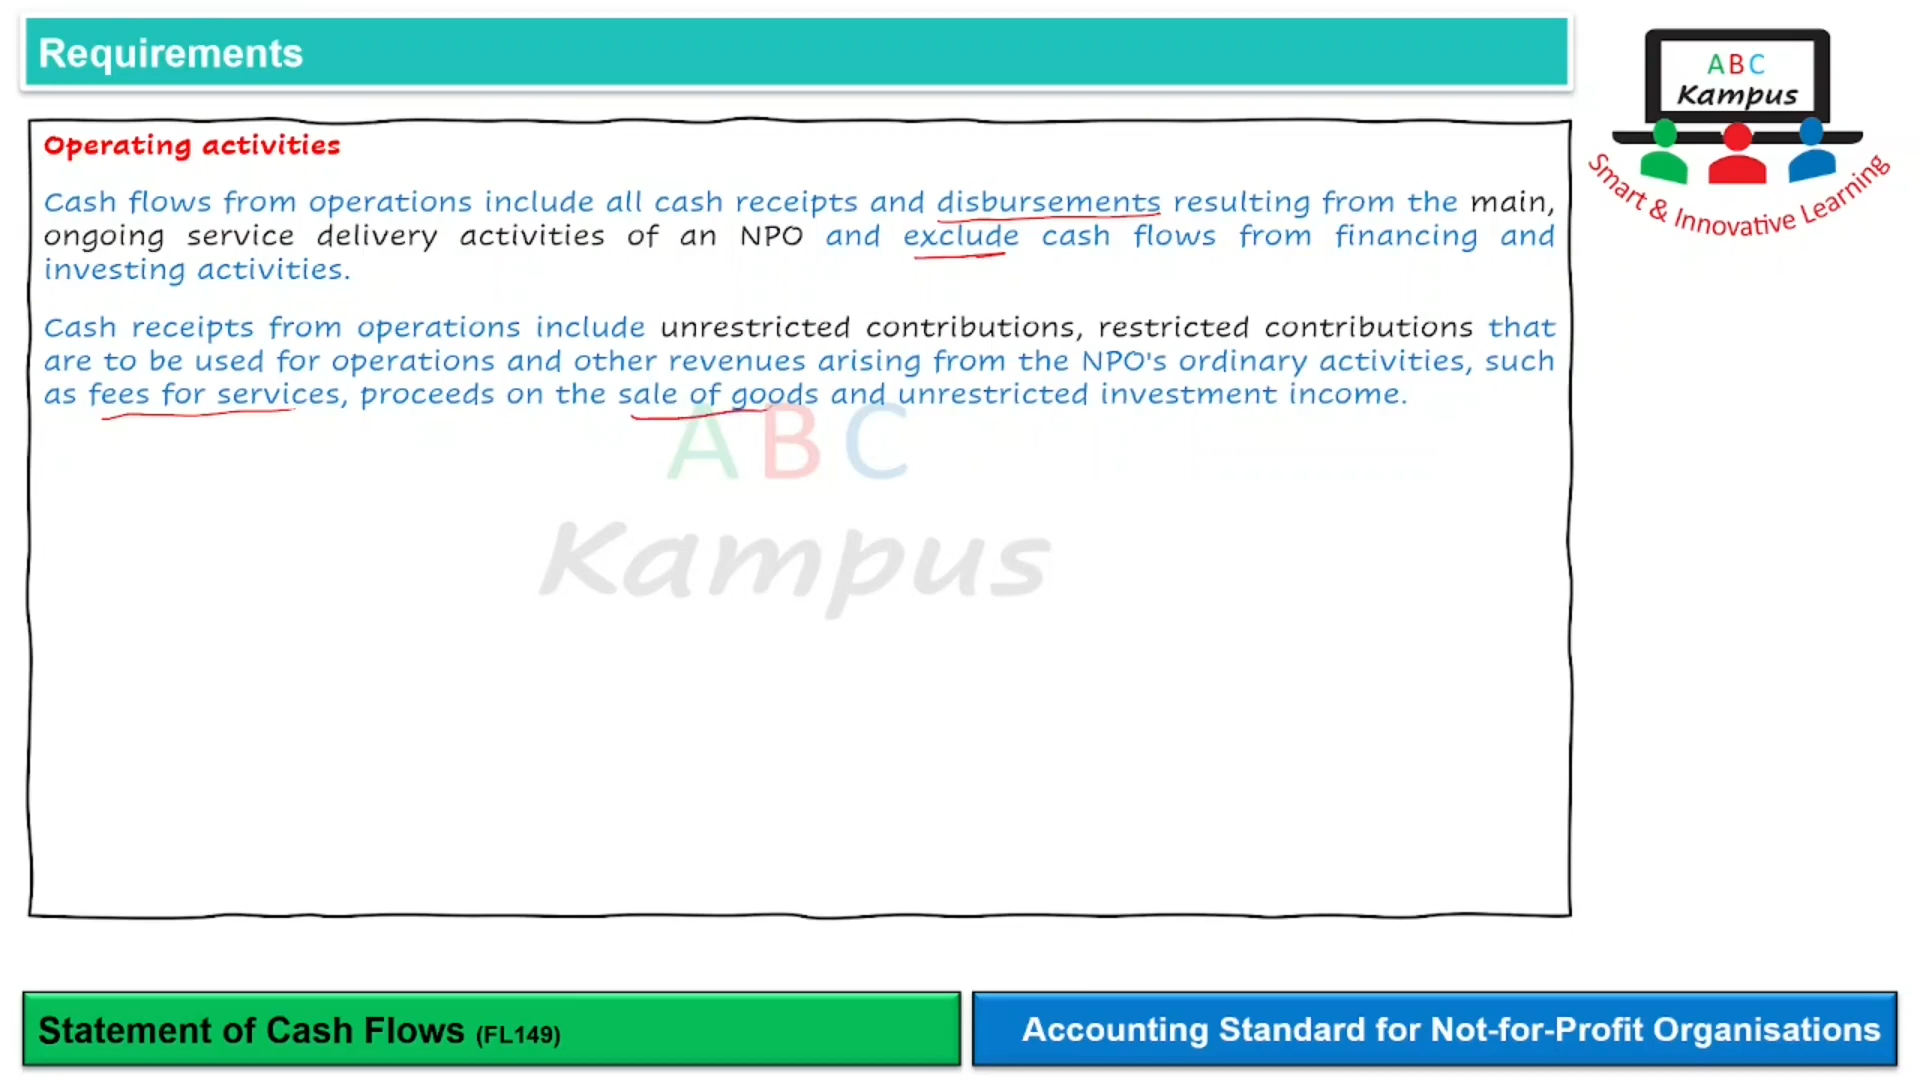 Requirements
ABC
Kampus
Smart & Innovative Learning
Operating activities
Cash flows from operations include all cash receipts and disbursements resulting from the main,
ongoing service delivery activities of an NPO and exclude cash flows from financing and
investing activities.
Cash receipts from operations include unrestricted contributions, restricted contributions that
are to be used for operations and other revenues arising from the NPO's ordinary activities, such
as fees for services, proceeds on the sale of goods and unrestricted investment income.
ABC
Kampus
Statement of Cash Flows (FL149)
Accounting Standard for Not-for-Profit Organisations